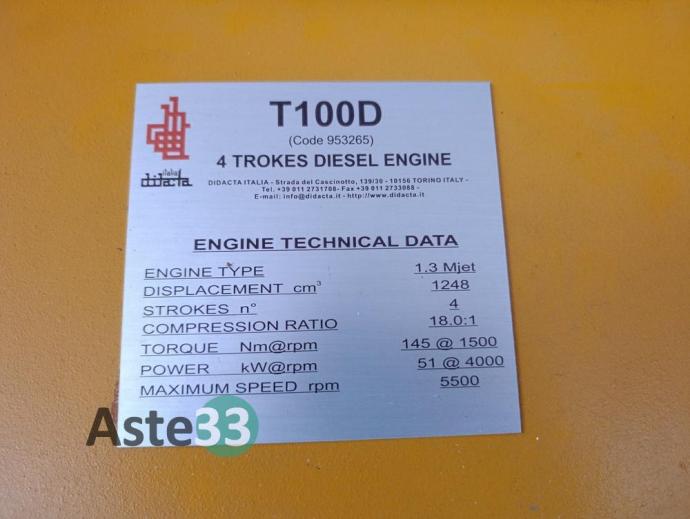 T100D
(Code 953265)
4 TROKES DIESEL ENGINE
italia
didacta
DIDACTA ITALIA - Strada del Cascinotto, 139/30 - 10156 TORINO ITALY -
Tel. +39 011 2731708- Fax +39 011 2733088 -
E-mail: info@didacta.it - http://www.didacta.it
ENGINE TECHNICAL DATA
ENGINE TYPE 1.3 Mjet
DISPLACEMENT cm³ 1248
STROKES n° 4
COMPRESSION RATIO 18.0:1
TORQUE Nm@rpm 145 @ 1500
POWER kW@rpm 51 @ 4000
MAXIMUM SPEED rpm 5500
Aste33